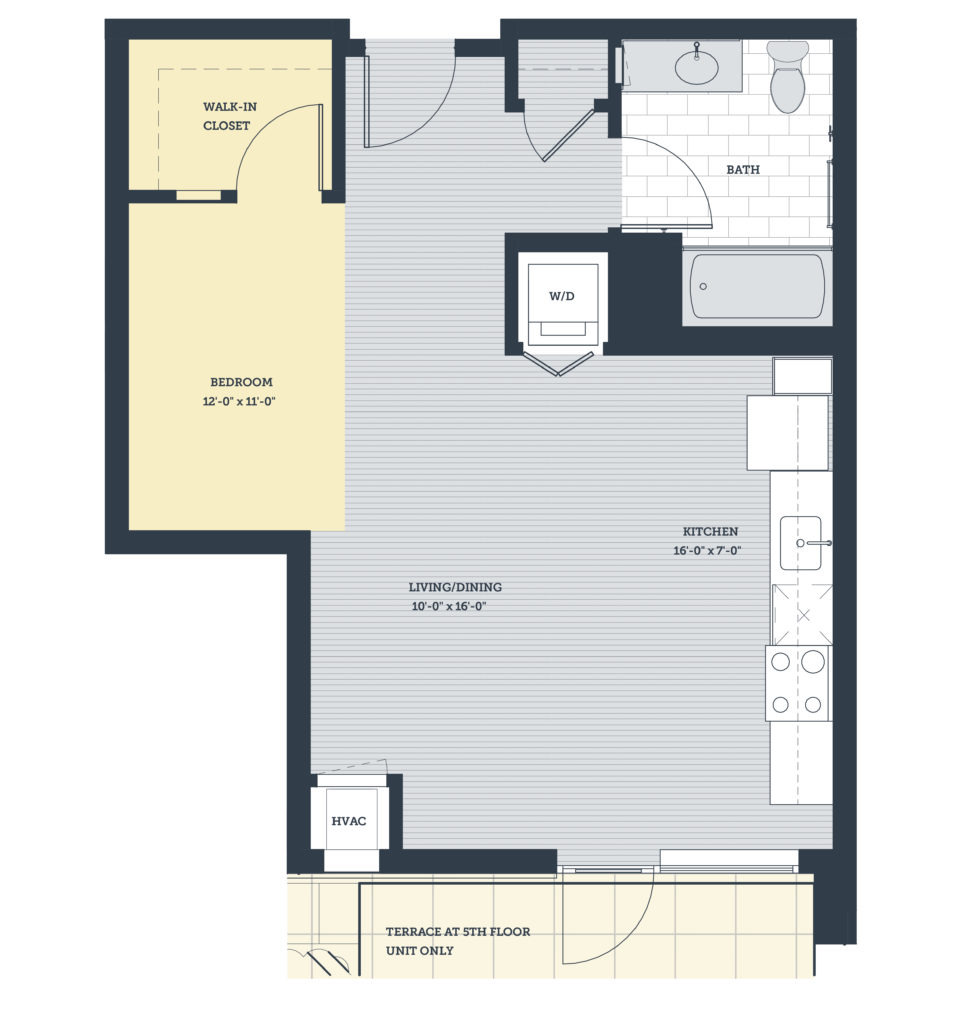 WALK-IN
CLOSET
BATH
W/D
BEDROOM
12'-0" x 11'-0"
KITCHEN
16'-0" x 7'-0"
LIVING/DINING
10'-0" x 16'-0"
HVAC
TERRACE AT 5TH FLOOR
UNIT ONLY